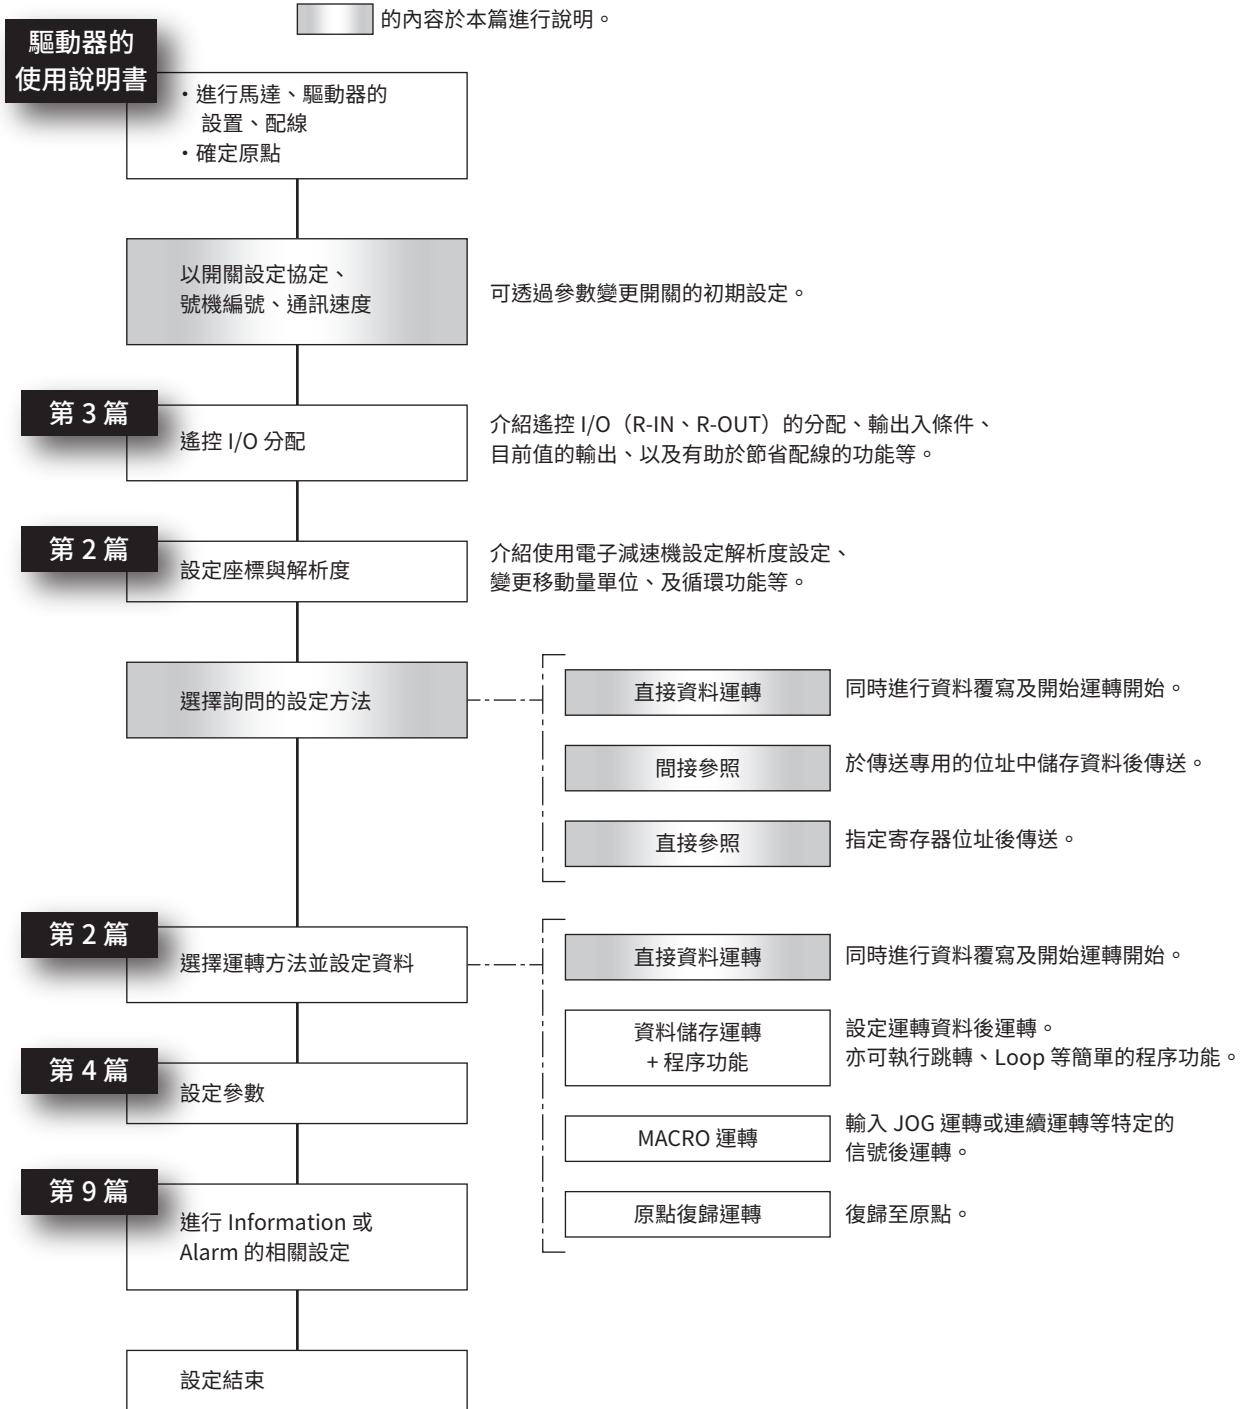 的內容於本篇進行說明。
驅動器的
使用說明書
・進行馬達、驅動器的
設置、配線
・確定原點
以開關設定協定、
號機編號、通訊速度
可透過參數變更開關的初期設定。
第 3 篇
遙控 I/O 分配
介紹遙控 I/O（R-IN、R-OUT）的分配、輸出入條件、
目前值的輸出、以及有助於節省配線的功能等。
第 2 篇
設定座標與解析度
介紹使用電子減速機設定解析度設定、
變更移動量單位、及循環功能等。
選擇詢問的設定方法
直接資料運轉
同時進行資料覆寫及開始運轉開始。
間接參照
於傳送專用的位址中儲存資料後傳送。
直接參照
指定寄存器位址後傳送。
第 2 篇
選擇運轉方法並設定資料
直接資料運轉
同時進行資料覆寫及開始運轉開始。
資料儲存運轉
+ 程序功能
設定運轉資料後運轉。
亦可執行跳轉、Loop 等簡單的程序功能。
第 4 篇
設定參數
MACRO 運轉
輸入 JOG 運轉或連續運轉等特定的
信號後運轉。
第 9 篇
進行 Information 或
Alarm 的相關設定
原點復歸運轉
復歸至原點。
設定結束